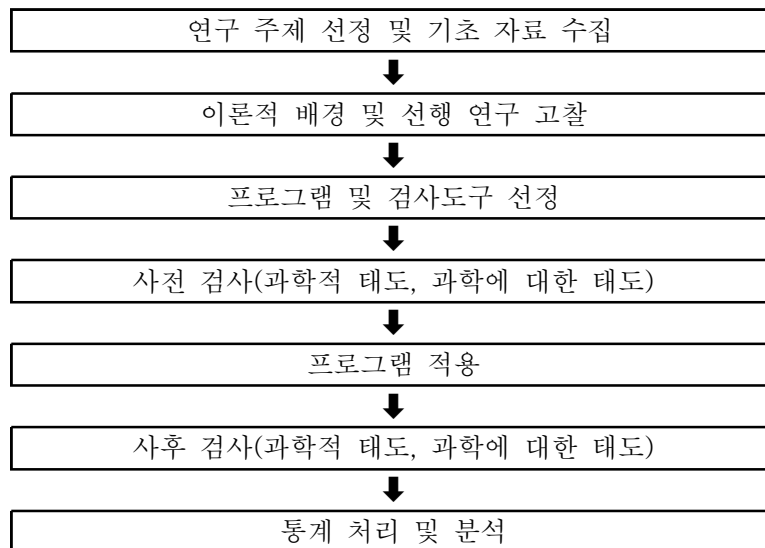 연구 주제 선정 및 기초 자료 수집
이론적 배경 및 선행 연구 고찰
프로그램 및 검사도구 선정
사전 검사(과학적 태도, 과학에 대한 태도)
프로그램 적용
사후 검사(과학적 태도, 과학에 대한 태도)
통계 처리 및 분석